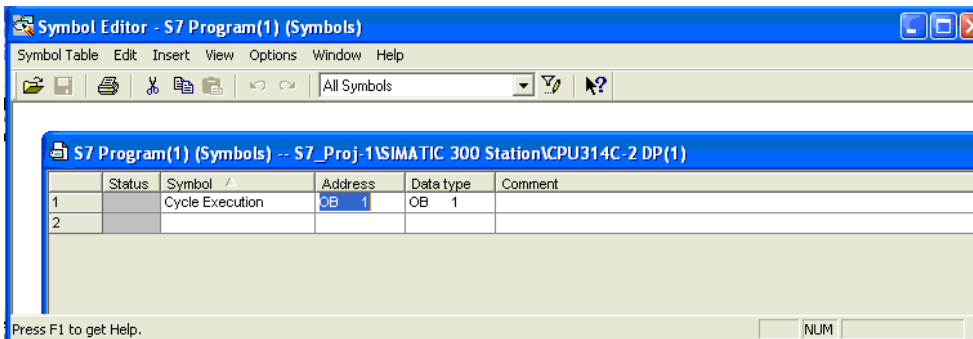 Symbol Editor - S7 Program(1) (Symbols)
Symbol Table Edit Insert View Options Window Help
All Symbols
S7 Program(1) (Symbols) -- S7_Proj-1\SIMATIC 300 Station\CPU314C-2 DP(1)
Status Symbol Address Data type Comment
1 Cycle Execution OB 1 OB 1
2
Press F1 to get Help. NUM